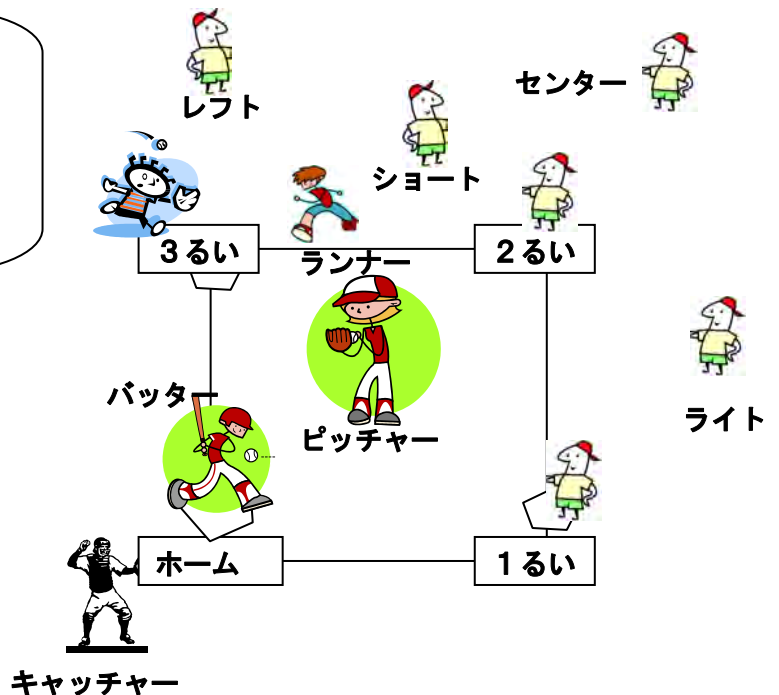 レフト
センター
ショート
3るい
ランナー
2るい
バッター
ピッチャー
ライト
ホーム
1るい
キャッチャー